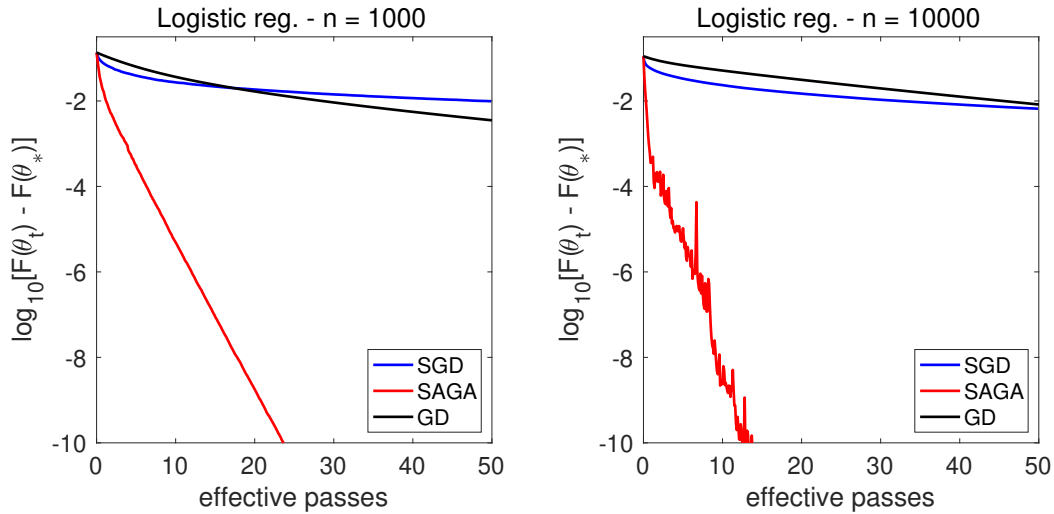 Logistic reg. - n = 1000
log10[F(θt) - F(θ*)]
-2
-4
-6
-8
-10
0 10 20 30 40 50
effective passes
SGD
SAGA
GD
Logistic reg. - n = 10000
log10[F(θt) - F(θ*)]
-2
-4
-6
-8
-10
0 10 20 30 40 50
effective passes
SGD
SAGA
GD